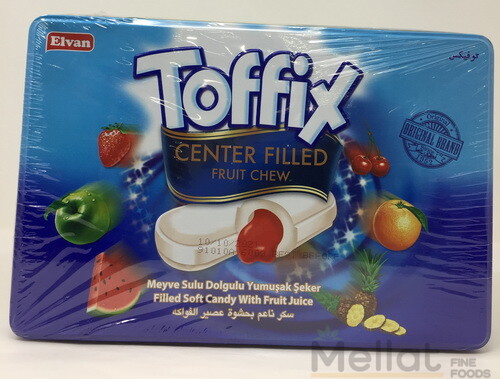 Elvan
توفيكس
Toffix
CENTER FILLED
FRUIT CHEW
ORIGINAL BRAND
Meyve Sulu Dolgulu Yumuşak Şeker
Filled Soft Candy With Fruit Juice
سكر ناعم بحشوة عصير الفواكه
Mellat
FINE
FOODS